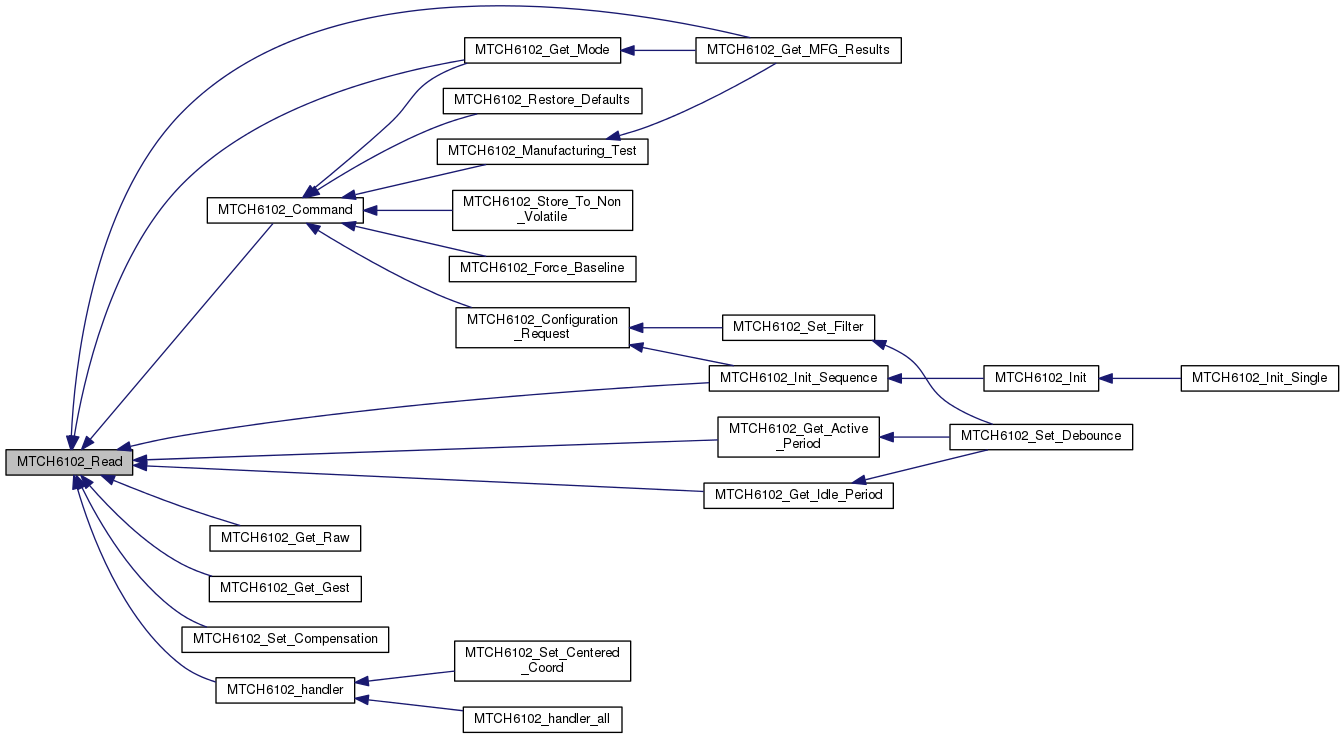 MTCH6102_Get_Mode
MTCH6102_Get_MFG_Results
MTCH6102_Restore_Defaults
MTCH6102_Manufacturing_Test
MTCH6102_Command
MTCH6102_Store_To_Non
_Volatile
MTCH6102_Force_Baseline
MTCH6102_Configuration
_Request
MTCH6102_Set_Filter
MTCH6102_Init_Sequence
MTCH6102_Init
MTCH6102_Init_Single
MTCH6102_Get_Active
_Period
MTCH6102_Set_Debounce
MTCH6102_Read
MTCH6102_Get_Idle_Period
MTCH6102_Get_Raw
MTCH6102_Get_Gest
MTCH6102_Set_Compensation
MTCH6102_Set_Centered
_Coord
MTCH6102_handler
MTCH6102_handler_all